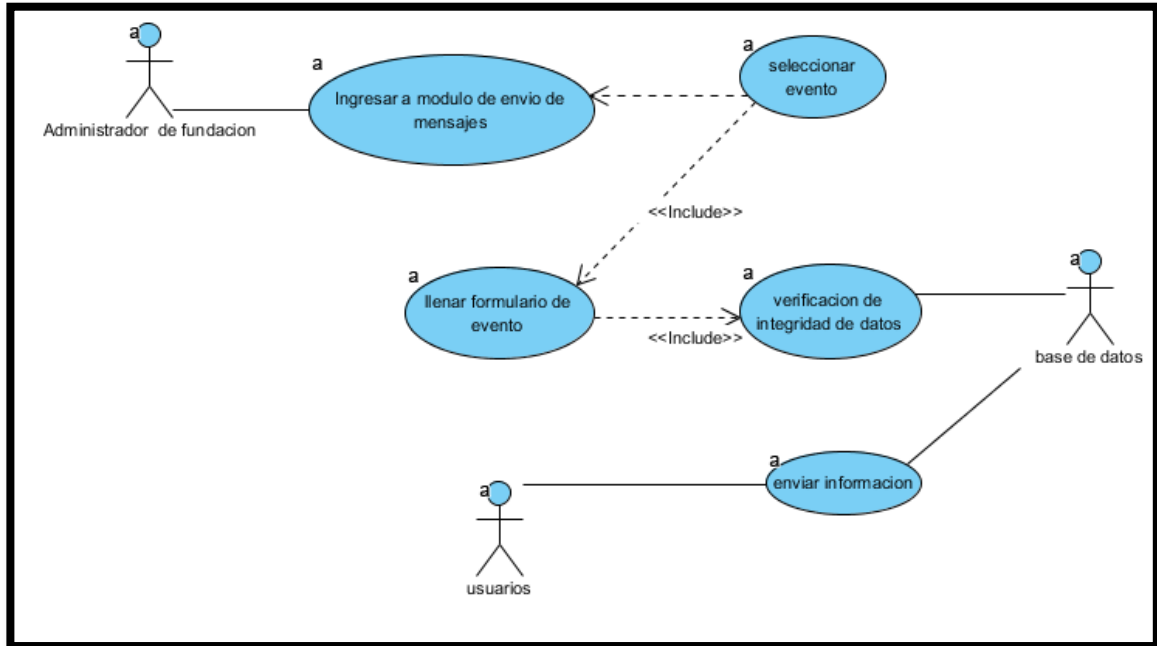 a
Administrador de fundacion
a
Ingresar a modulo de envio de
mensajes
a
seleccionar
evento
<<Include>>
a
llenar formulario de
evento
<<Include>>
a
verificacion de
integridad de datos
a
base de datos
a
enviar informacion
a
usuarios